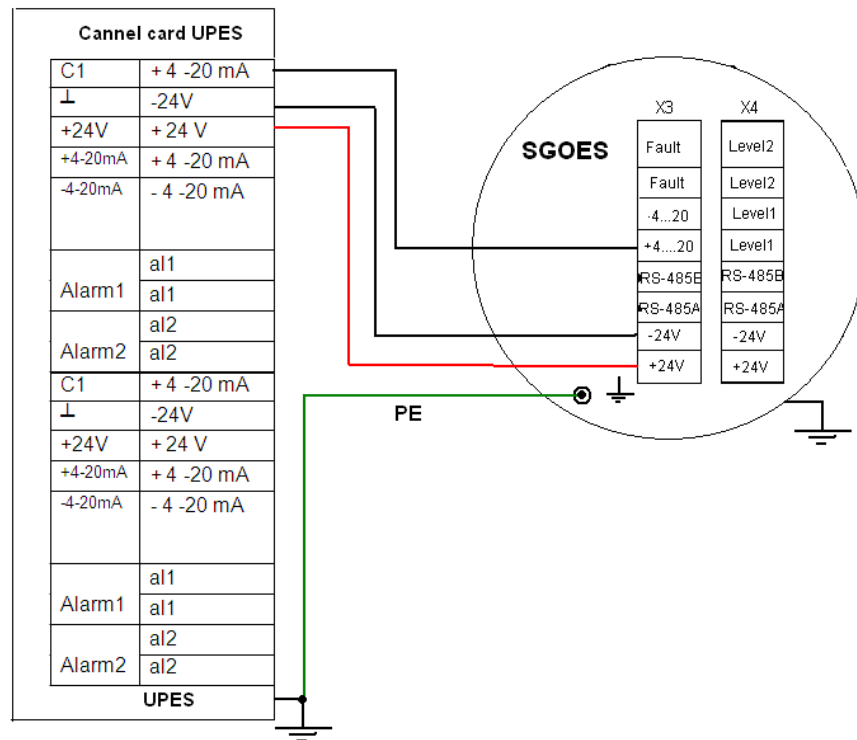 Cannel card UPES
C1 +4 -20 mA
⊥ -24V
+24V +24 V
+4-20mA +4 -20 mA
-4-20mA - 4 -20 mA
al1
Alarm1 al1
al2
Alarm2 al2
C1 +4 -20 mA
⊥ -24V
+24V +24 V
+4-20mA +4 -20 mA
-4-20mA - 4 -20 mA
al1
Alarm1 al1
al2
Alarm2 al2
UPES
PE
SGOES
X3 X4
Fault Level2
Fault Level2
-4...20 Level1
+4....20 Level1
RS-485B RS-485B
RS-485A RS-485A
-24V -24V
+24V +24V